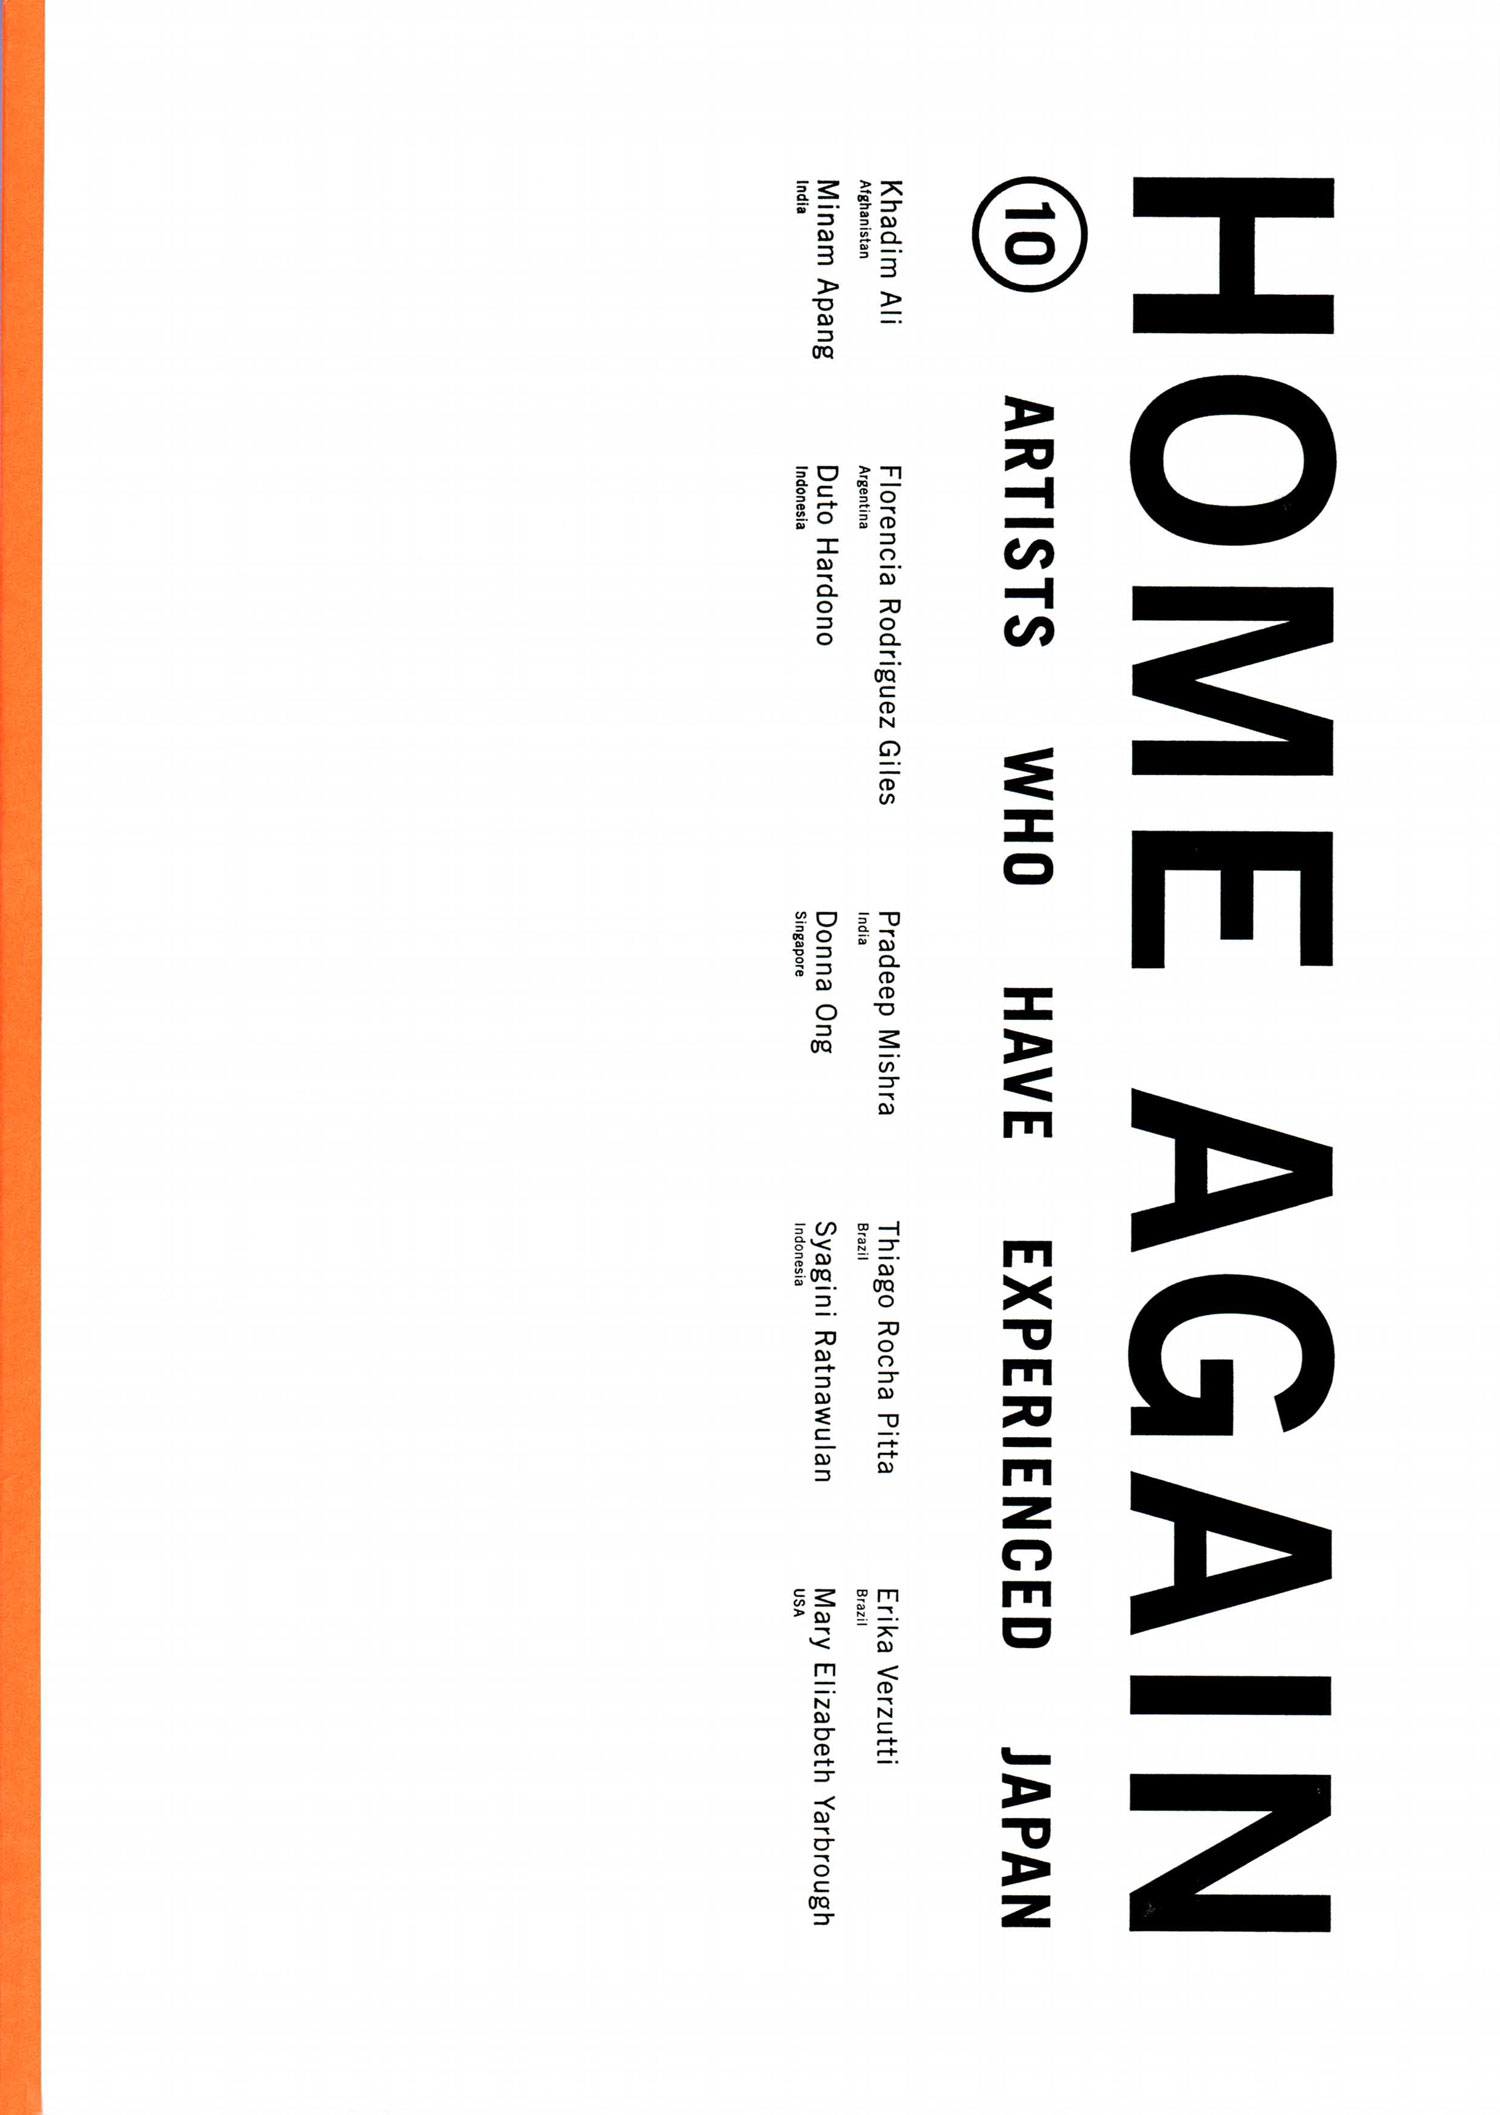 HOME AGAIN
10 ARTISTS WHO HAVE EXPERIENCED JAPAN
Khadim Ali Florencia Rodriguez Giles Pradeep Mishra Thiago Rocha Pitta Erika Verzutti
Afghanistan Argentina India Brazil Brazil
Minam Apang Duto Hardono Donna Ong Syagini Ratnawulan Mary Elizabeth Yarbrough
India Indonesia Singapore Indonesia USA